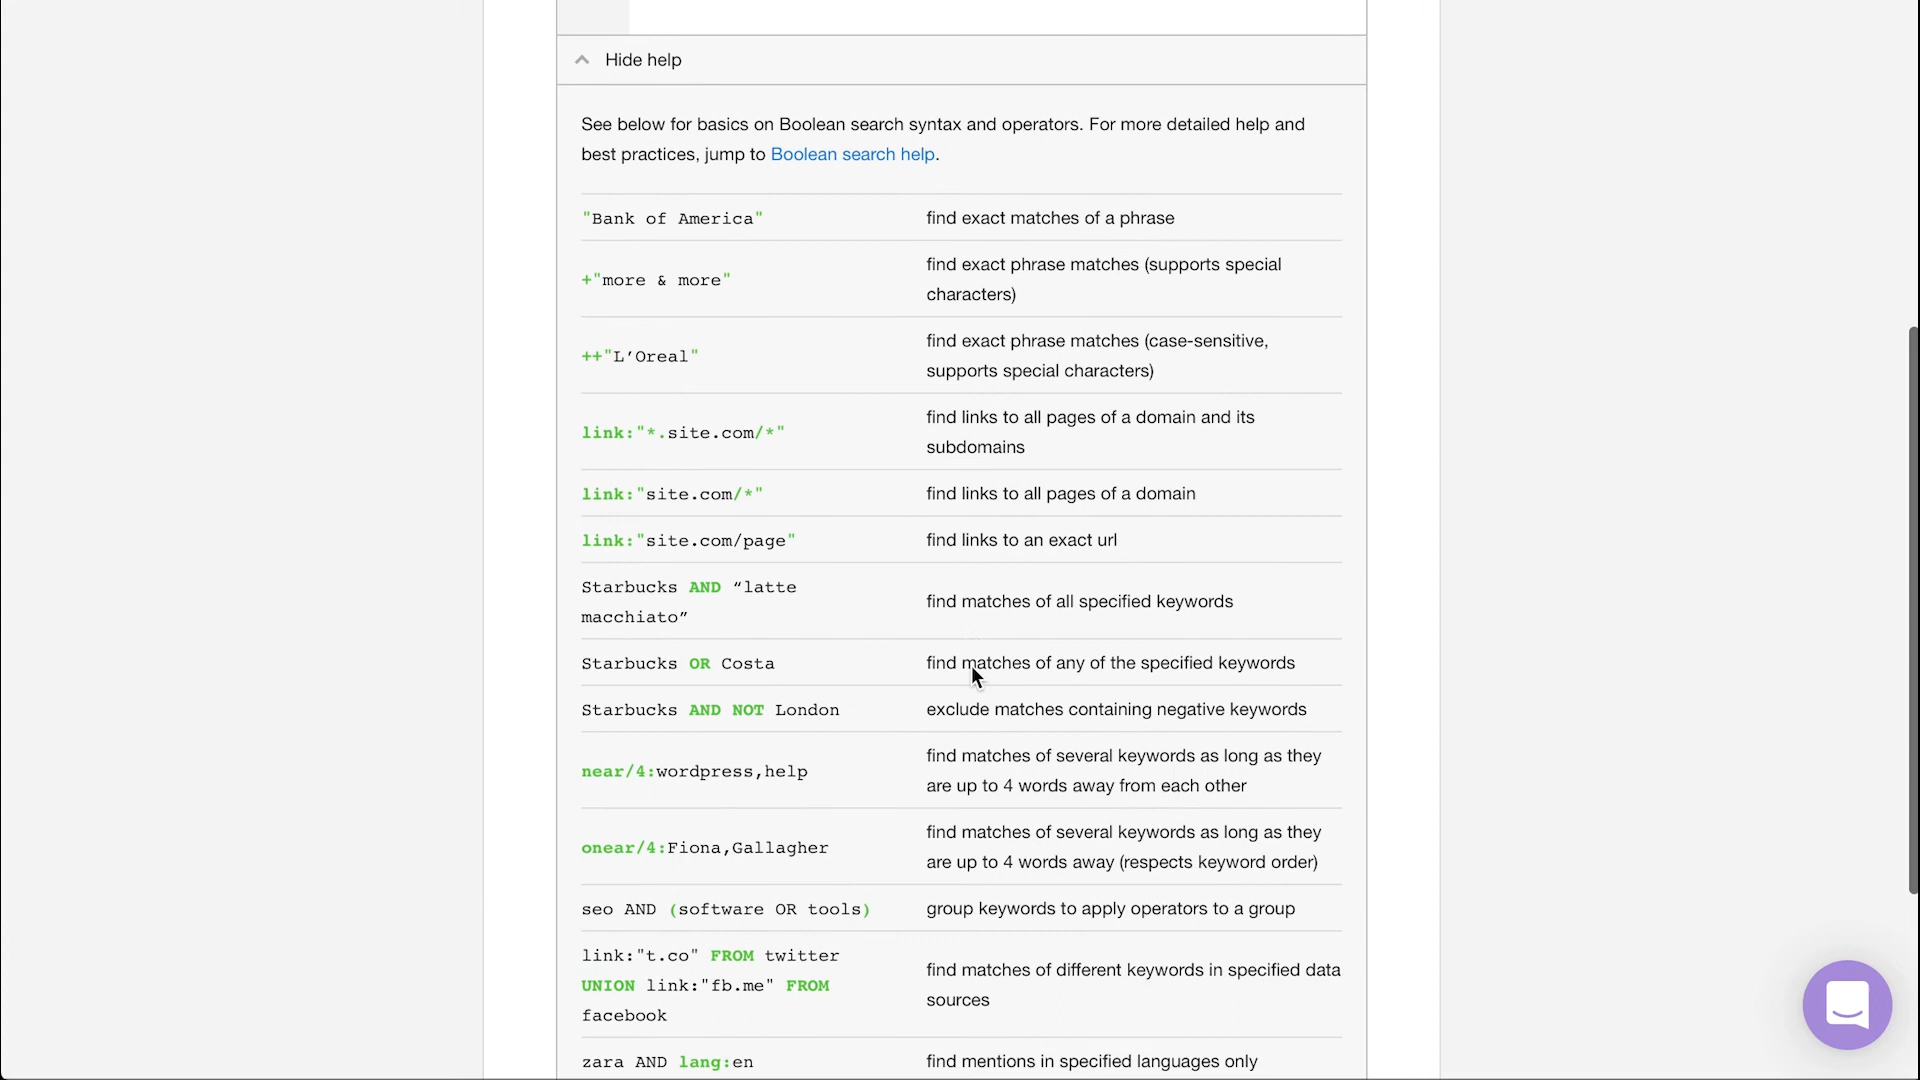 Hide help
See below for basics on Boolean search syntax and operators. For more detailed help and
best practices, jump to Boolean search help.
"Bank of America" find exact matches of a phrase
+"more & more" find exact phrase matches (supports special
characters)
++"L’Oreal" find exact phrase matches (case-sensitive,
supports special characters)
link:"*.site.com/*" find links to all pages of a domain and its
subdomains
link:"site.com/*" find links to all pages of a domain
link:"site.com/page" find links to an exact url
Starbucks AND “latte
macchiato” find matches of all specified keywords
Starbucks OR Costa find matches of any of the specified keywords
Starbucks AND NOT London exclude matches containing negative keywords
near/4:wordpress,help find matches of several keywords as long as they
are up to 4 words away from each other
onear/4:Fiona,Gallagher find matches of several keywords as long as they
are up to 4 words away (respects keyword order)
seo AND (software OR tools) group keywords to apply operators to a group
link:"t.co" FROM twitter
UNION link:"fb.me" FROM
facebook
find matches of different keywords in specified data
sources
zara AND lang:en find mentions in specified languages only